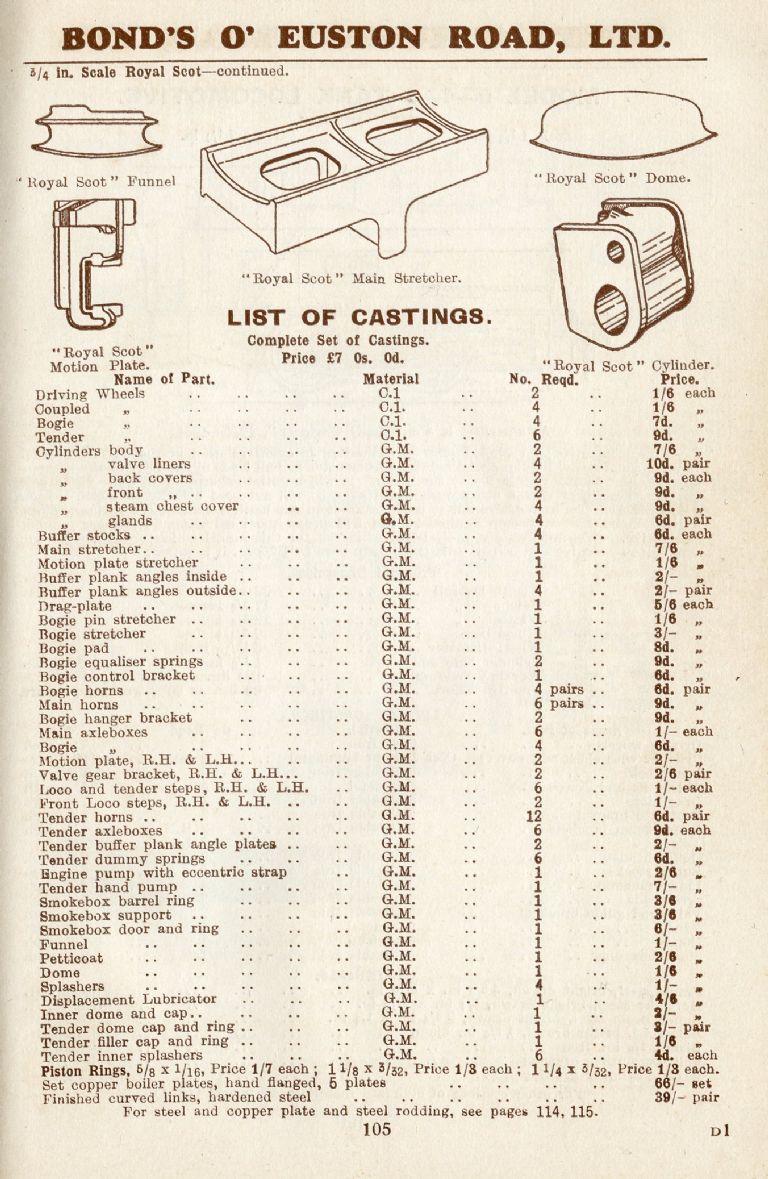 BOND'S O' EUSTON ROAD, LTD.
3/4 in. Scale Royal Scot—continued.
"Royal Scot" Funnel
"Royal Scot" Dome.
"Royal Scot" Main Stretcher.
LIST OF CASTINGS.
Complete Set of Castings.
Price £7 0s. 0d.
"Royal Scot"
Motion Plate.
"Royal Scot" Cylinder.
Name of Part. Material No. Reqd. Price.
Driving Wheels .. .. .. .. C.1 .. 2 .. 1/6 each
Coupled „ .. .. .. .. C.1. .. 4 .. 1/6 „
Bogie „ .. .. .. .. C.1. .. 4 .. 7d. „
Tender „ .. .. .. .. C.1. .. 6 .. 9d. „
Cylinders body .. .. .. G.M. .. 2 .. 7/6 „
„ valve liners .. .. G.M. .. 4 .. 10d. pair
„ back covers .. .. G.M. .. 2 .. 9d. each
„ front „ .. .. .. .. G.M. .. 2 .. 9d. „
„ steam chest cover .. .. G.M. .. 4 .. 9d. „
„ glands .. .. .. .. G.M. .. 4 .. 6d. pair
Buffer stocks .. .. .. .. .. G.M. .. 4 .. 6d. each
Main stretcher.. .. .. .. .. G.M. .. 1 .. 7/6 „
Motion plate stretcher .. .. .. G.M. .. 1 .. 1/6 „
Buffer plank angles inside .. .. .. G.M. .. 1 .. 2/- „
Buffer plank angles outside.. .. .. G.M. .. 4 .. 2/- pair
Drag-plate .. .. .. .. .. G.M. .. 1 .. 5/6 each
Bogie pin stretcher .. .. .. .. G.M. .. 1 .. 1/6 „
Bogie stretcher .. .. .. .. G.M. .. 1 .. 3/- „
Bogie pad .. .. .. .. .. G.M. .. 1 .. 8d. „
Bogie equaliser springs .. .. .. G.M. .. 2 .. 9d. „
Bogie control bracket .. .. .. G.M. .. 1 .. 6d. „
Bogie horns .. .. .. .. .. G.M. .. 4 pairs .. 6d. pair
Main horns .. .. .. .. .. G.M. .. 6 pairs .. 9d. „
Bogie hanger bracket .. .. .. G.M. .. 2 .. 9d. „
Main axleboxes .. .. .. .. G.M. .. 6 .. 1/- each
Bogie „ .. .. .. .. G.M. .. 4 .. 6d. „
Motion plate, R.H. & L.H... .. .. G.M. .. 2 .. 2/- „
Valve gear bracket, R.H. & L.H... .. G.M. .. 2 .. 2/6 pair
Loco and tender steps, R.H. & L.H. .. G.M. .. 6 .. 1/- each
Front Loco steps, R.H. & L.H. .. .. G.M. .. 2 .. 1/- „
Tender horns .. .. .. .. .. G.M. .. 12 .. 6d. pair
Tender axleboxes .. .. .. .. G.M. .. 6 .. 9d. each
Tender buffer plank angle plates .. .. G.M. .. 2 .. 2/- „
Tender dummy springs .. .. .. G.M. .. 6 .. 6d. „
Engine pump with eccentric strap .. G.M. .. 1 .. 2/6 „
Tender hand pump .. .. .. .. G.M. .. 1 .. 7/- „
Smokebox barrel ring .. .. .. G.M. .. 1 .. 3/6 „
Smokebox support .. .. .. .. G.M. .. 1 .. 3/6 „
Smokebox door and ring .. .. .. G.M. .. 1 .. 6/- „
Funnel .. .. .. .. .. G.M. .. 1 .. 1/- „
Petticoat .. .. .. .. .. G.M. .. 1 .. 2/6 „
Dome .. .. .. .. .. G.M. .. 1 .. 1/6 „
Splashers .. .. .. .. .. G.M. .. 4 .. 1/- „
Displacement Lubricator .. .. .. G.M. .. 1 .. 4/6 „
Inner dome and cap.. .. .. .. G.M. .. 1 .. 2/- „
Tender dome cap and ring .. .. .. G.M. .. 1 .. 3/- pair
Tender filler cap and ring .. .. .. G.M. .. 1 .. 1/6 „
Tender inner splashers .. .. .. G.M. .. 6 .. 4d. each
Piston Rings, 5/8 x 1/16, Price 1/7 each ; 1 1/8 x 3/32, Price 1/3 each ; 1 1/4 x 3/32, Price 1/3 each.
Set copper boiler plates, hand flanged, 5 plates .. .. .. .. 66/- set
Finished curved links, hardened steel .. .. .. .. .. .. 39/- pair
For steel and copper plate and steel rodding, see pages 114, 115.
105
D1